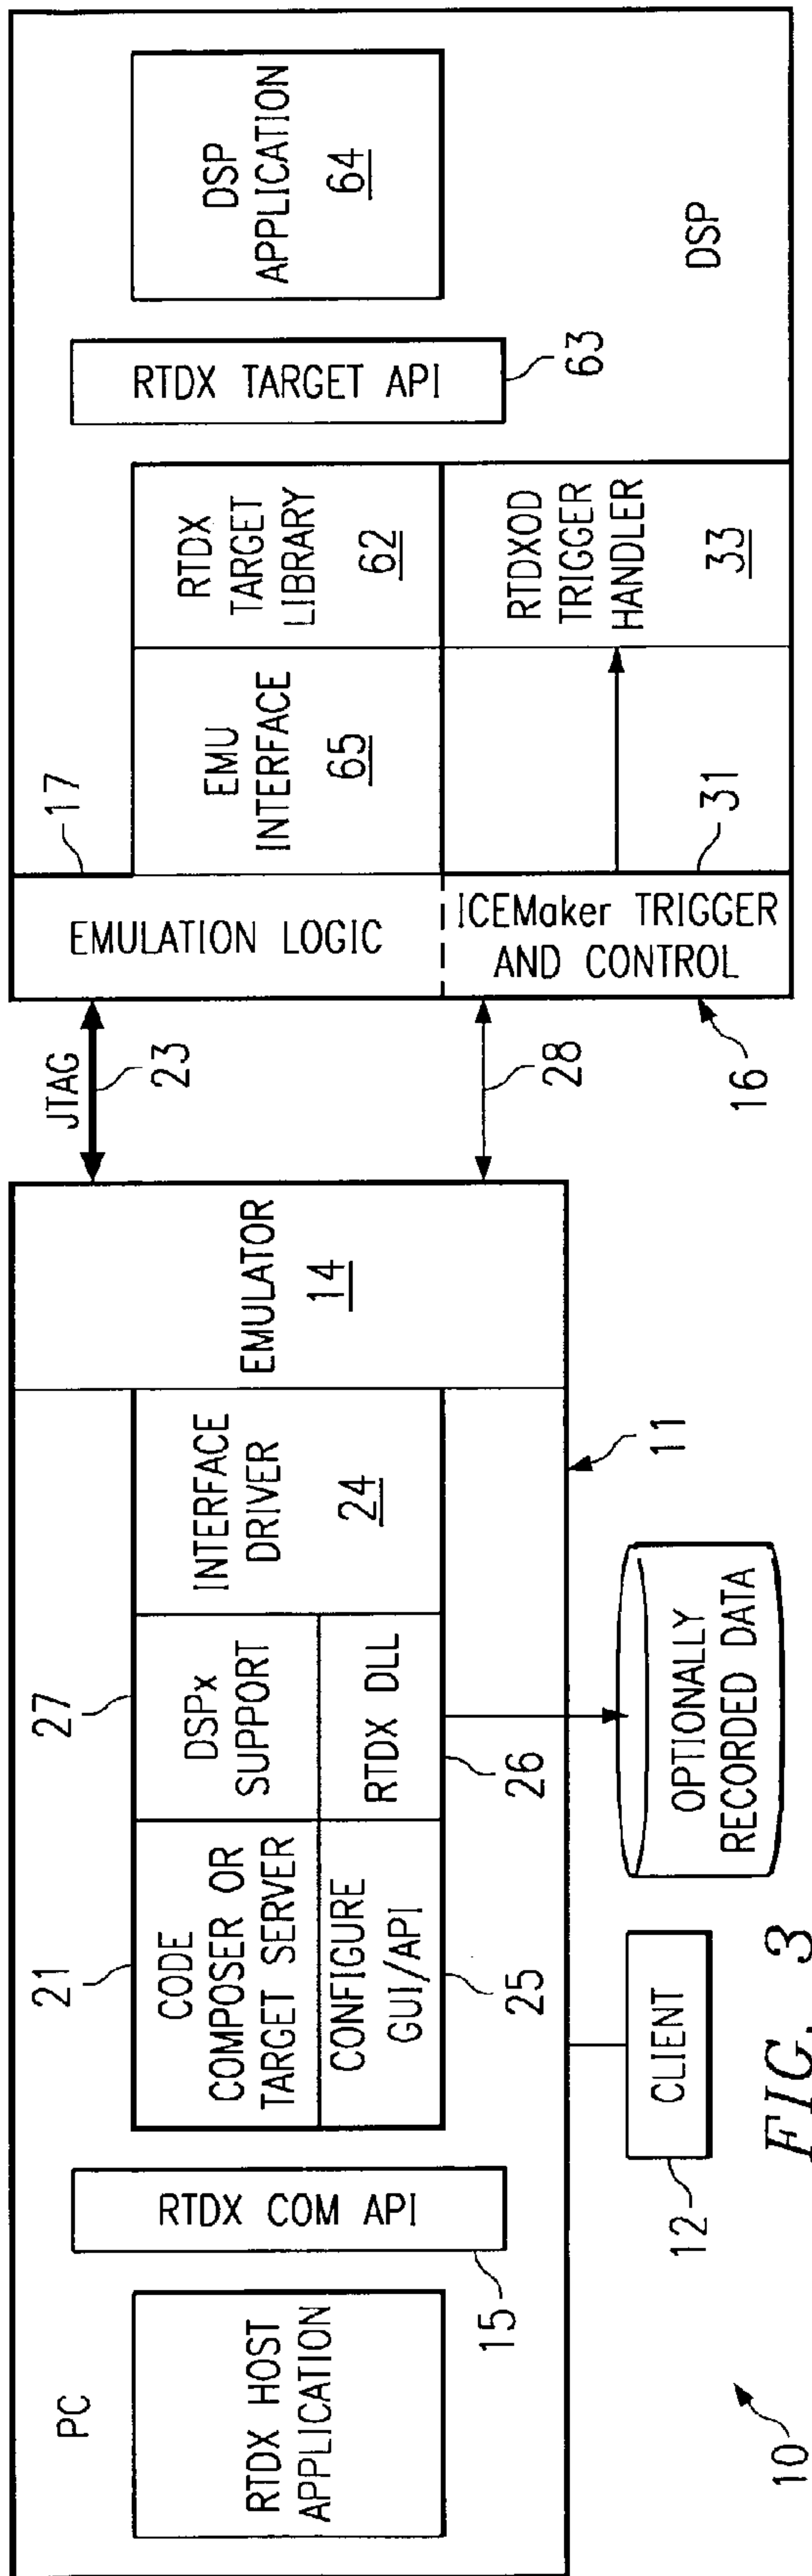 PC
RTDX HOST
APPLICATION
RTDX COM API
15
21
CODE
COMPOSER OR
TARGET SERVER
CONFIGURE
GUI/API
25
27
DSPx
SUPPORT
RTDX DLL
26
INTERFACE
DRIVER
24
EMULATOR
14
11
OPTIONALLY
RECORDED DATA
CLIENT
12
10
JTAG
23
28
16
17
EMULATION LOGIC
ICEMaker TRIGGER
AND CONTROL
31
EMU
INTERFACE
65
RTDX
TARGET
LIBRARY
62
RTDXOD
TRIGGER
HANDLER
33
RTDX TARGET API
63
DSP
APPLICATION
64
DSP
FIG. 3